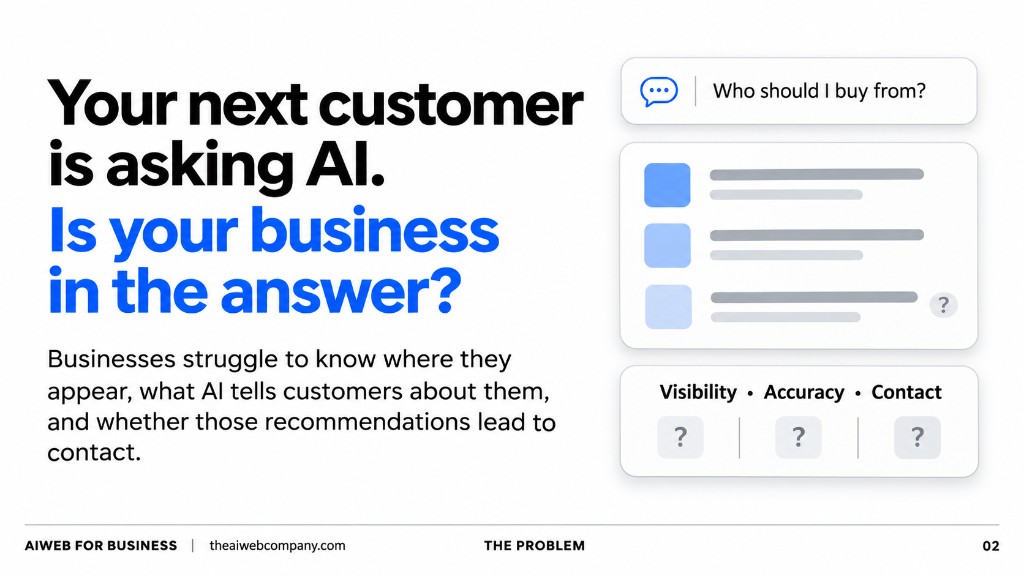 Your next customer
is asking AI.
Is your business
in the answer?
Businesses struggle to know where they
appear, what AI tells customers about them,
and whether those recommendations lead to
contact.
Who should I buy from?
?
Visibility • Accuracy • Contact
? ? ?
AIWEB FOR BUSINESS | theaiwebcompany.com
THE PROBLEM
02